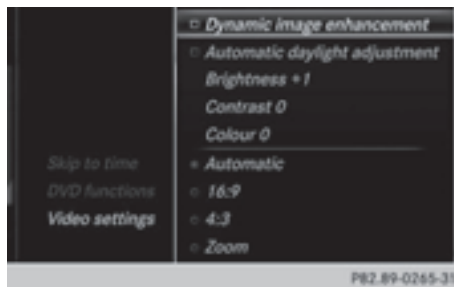 Dynamic image enhancement
Automatic daylight adjustment
Brightness +1
Contrast 0
Colour 0
Skip to time
Automatic
DVD functions
16:9
Video settings
4:3
Zoom
P82.89-0265-31